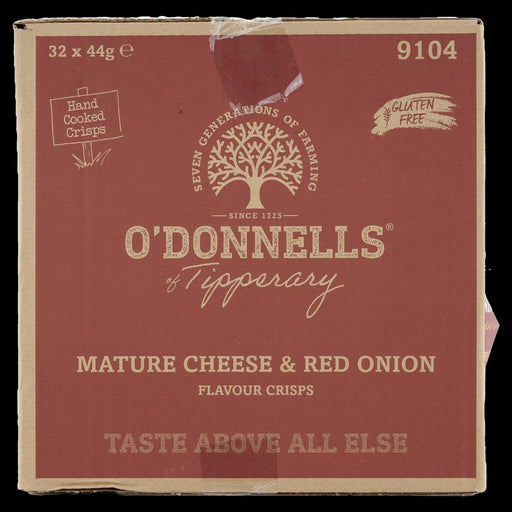 32 x 44g ℮
9104
Hand
Cooked
Crisps
GLUTEN
FREE
SEVEN GENERATIONS OF FARMING
SINCE 1725
O'DONNELLS®
of Tipperary
MATURE CHEESE & RED ONION
FLAVOUR CRISPS
TASTE ABOVE ALL ELSE